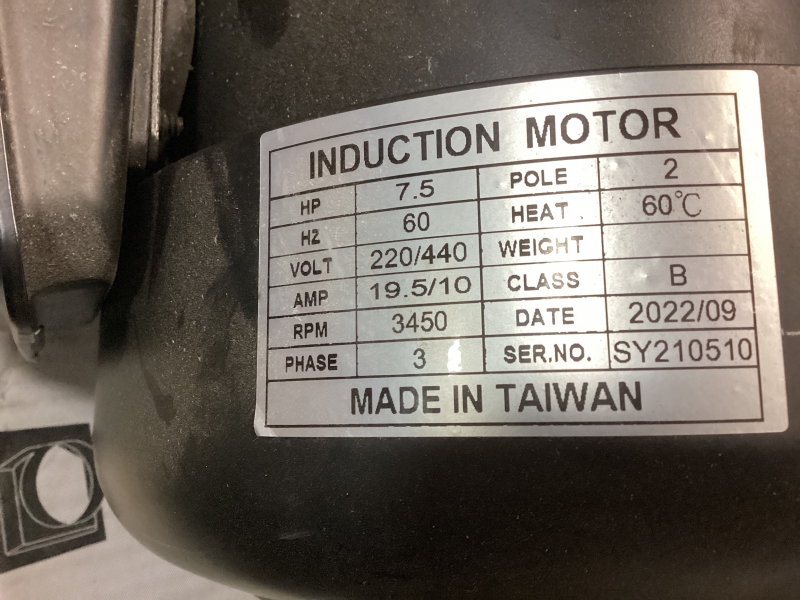 INDUCTION MOTOR
HP 7.5 POLE 2
HZ 60 HEAT 60℃
VOLT 220/440 WEIGHT
AMP 19.5/10 CLASS B
RPM 3450 DATE 2022/09
PHASE 3 SER.NO. SY210510
MADE IN TAIWAN